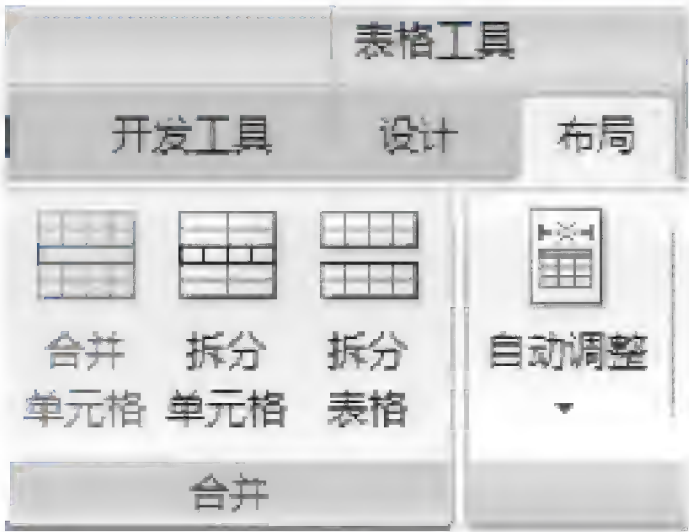 表格工具
开发工具 设计 布局
合并 拆分 拆分 自动调整
单元格 单元格 表格
合并